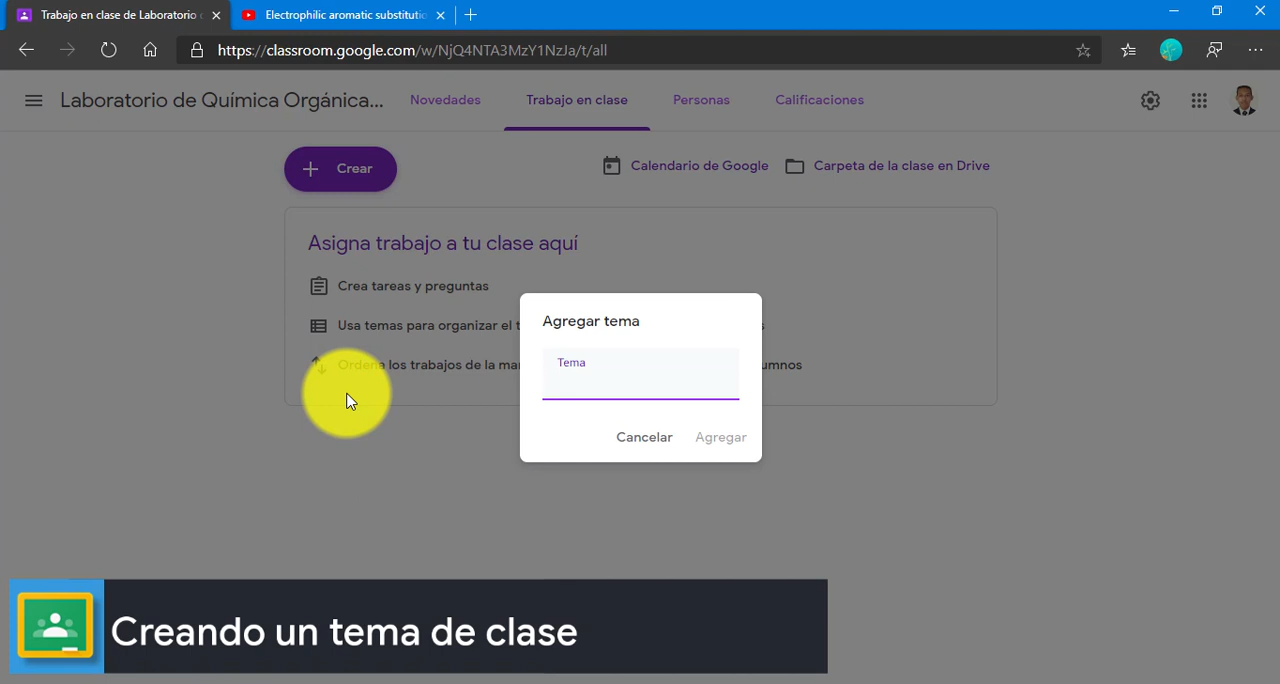 Trabajo en clase de Laboratorio
Electrophilic aromatic substitutio
https://classroom.google.com/w/NjQ4NTA3MzY1NzJa/t/all
Laboratorio de Química Orgánica...
Novedades
Trabajo en clase
Personas
Calificaciones
Crear
Calendario de Google
Carpeta de la clase en Drive
Asigna trabajo a tu clase aquí
Crea tareas y preguntas
Usa temas para organizar el
Ordene los trabajos de la
Agregar tema
Tema
Cancelar
Agregar
Creando un tema de clase